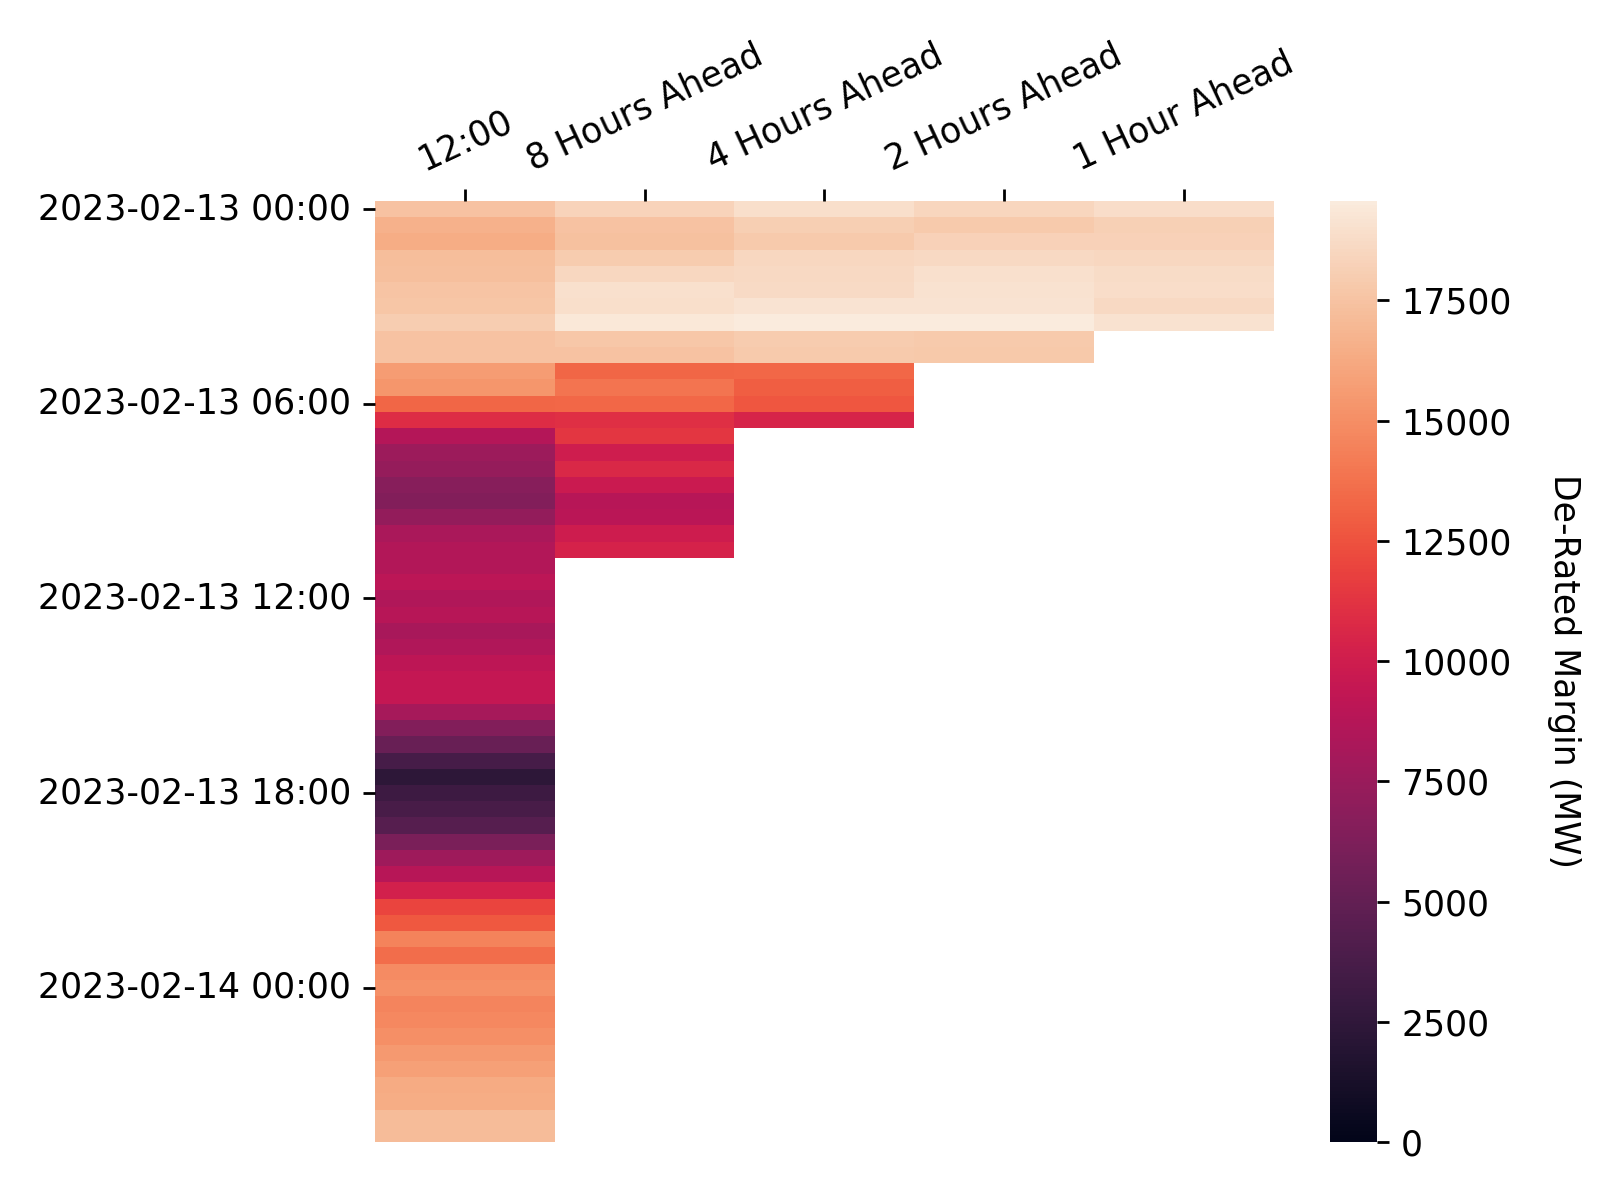 12:00
8 Hours Ahead
4 Hours Ahead
2 Hours Ahead
1 Hour Ahead
2023-02-13 00:00
2023-02-13 06:00
2023-02-13 12:00
2023-02-13 18:00
2023-02-14 00:00
17500
15000
12500
10000
7500
5000
2500
0
De-Rated Margin (MW)